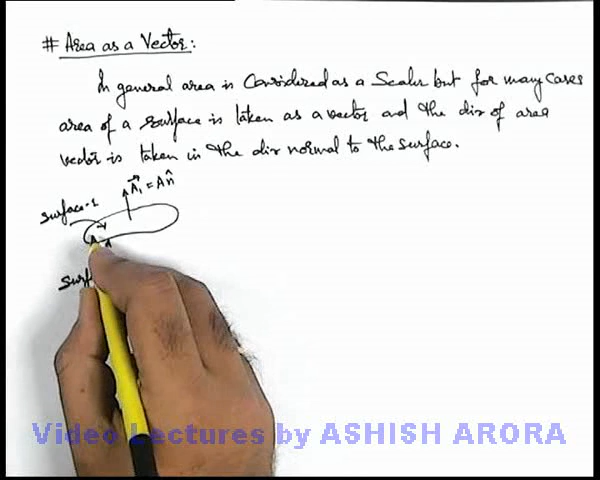 # Area as a Vector:
In general area is Considered as a Scalar but for many cases
area of a surface is taken as a vector and the dir of area
vector is taken in the dir normal to the surface.
A⃗₁ = A n̂
surface-1
surf
Video Lectures by ASHISH ARORA